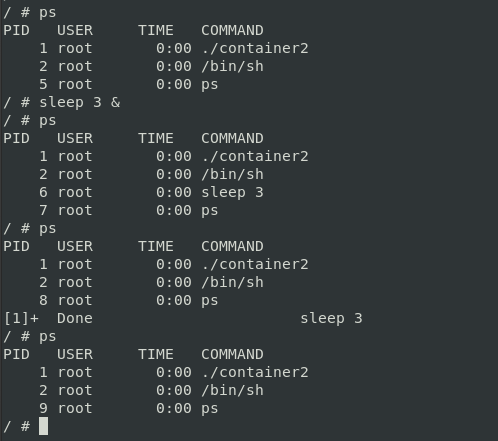 / # ps
PID   USER     TIME   COMMAND
    1 root       0:00 ./container2
    2 root       0:00 /bin/sh
    5 root       0:00 ps
/ # sleep 3 &
/ # ps
PID   USER     TIME   COMMAND
    1 root       0:00 ./container2
    2 root       0:00 /bin/sh
    6 root       0:00 sleep 3
    7 root       0:00 ps
/ # ps
PID   USER     TIME   COMMAND
    1 root       0:00 ./container2
    2 root       0:00 /bin/sh
    8 root       0:00 ps
[1]+  Done                       sleep 3
/ # ps
PID   USER     TIME   COMMAND
    1 root       0:00 ./container2
    2 root       0:00 /bin/sh
    9 root       0:00 ps
/ #